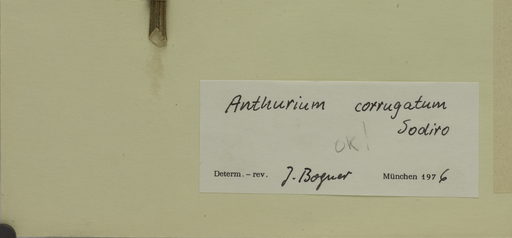 Anthurium corrugatum
Sodiro
OK!
Determ. – rev. J. Bogner München 1976